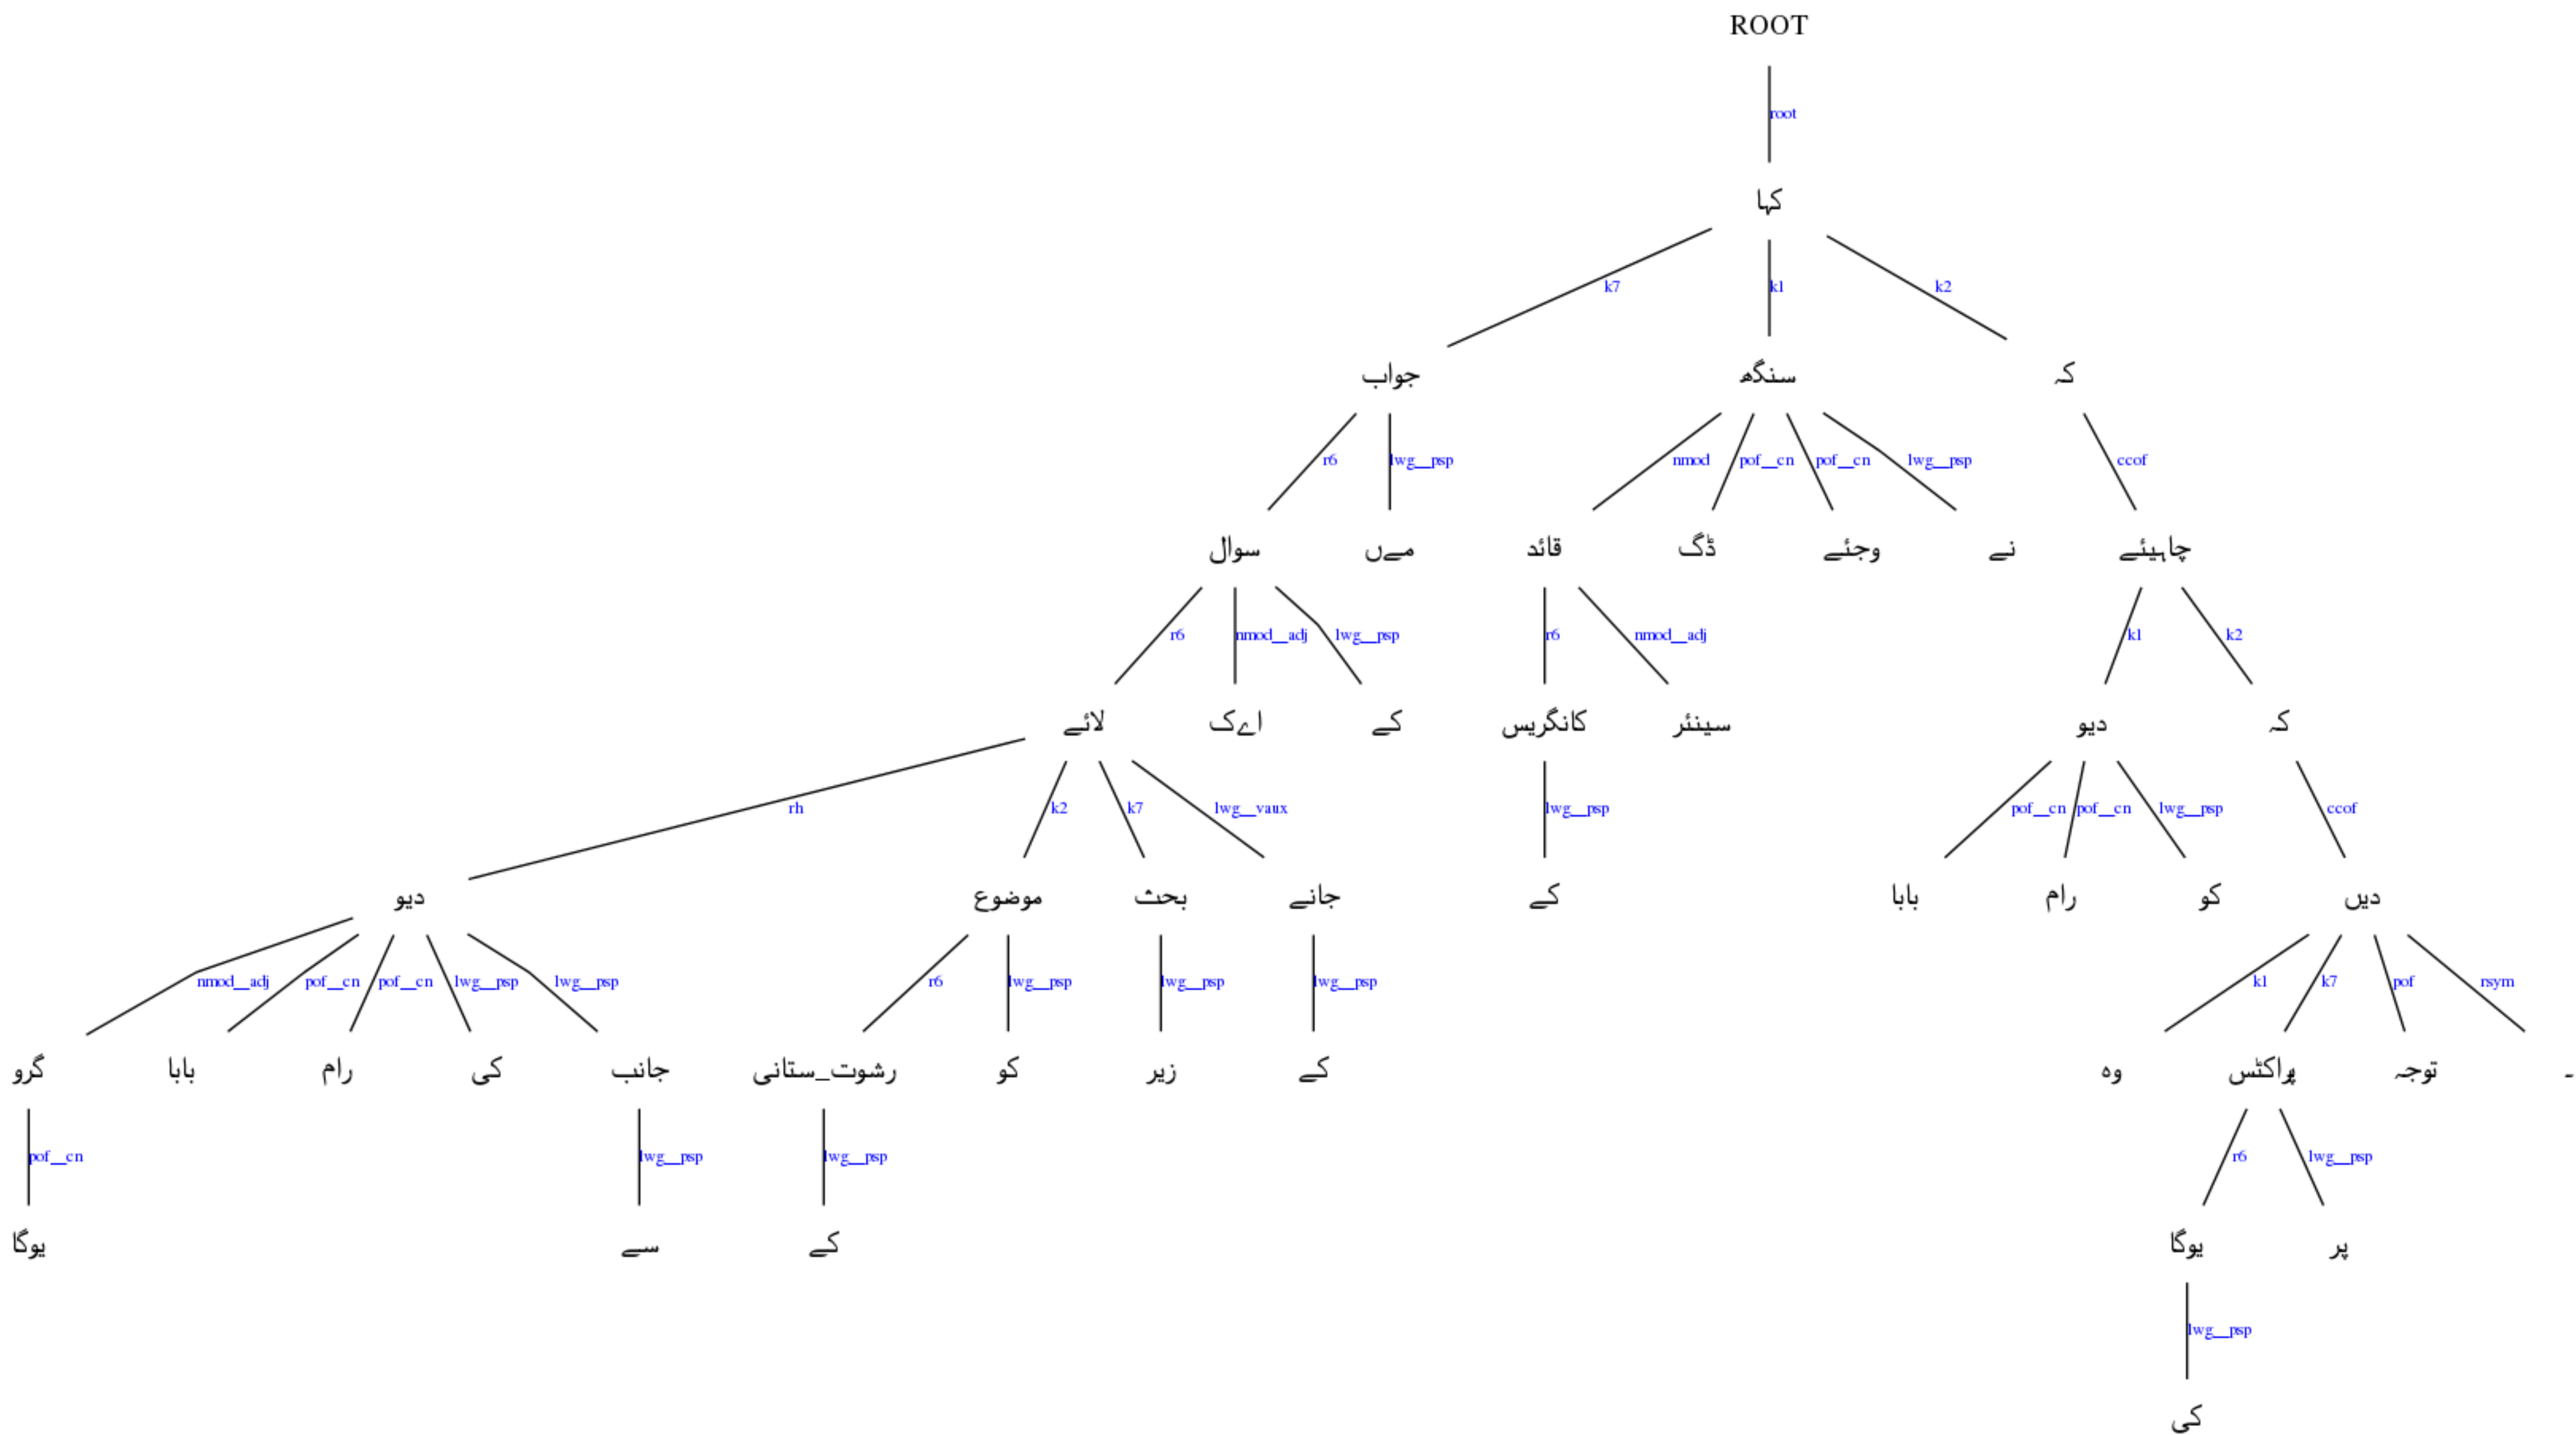 ROOT
root
کہا
k7 k1 k2
جواب سنگھ کہ
r6 lwg__psp nmod pof__cn pof__cn lwg__psp ccof
سوال مےں قائد ڈگ وجئے نے چاہیئے
r6 nmod__adj lwg__psp r6 nmod__adj k1 k2
لائے اےک کے کانگریس سینئر دیو کہ
rh k2 k7 lwg__vaux lwg__psp pof__cn pof__cn lwg__psp ccof
دیو موضوع بحث جانے کے بابا رام کو دیں
nmod__adj pof__cn pof__cn lwg__psp lwg__psp r6 lwg__psp lwg__psp lwg__psp k1 k7 pof rsym
گرو بابا رام کی جانب رشوت_ستانی کو زیر کے وہ پراکٹس توجہ ۔
pof__cn lwg__psp lwg__psp r6 lwg__psp
یوگا سے کے یوگا پر
lwg__psp
کی